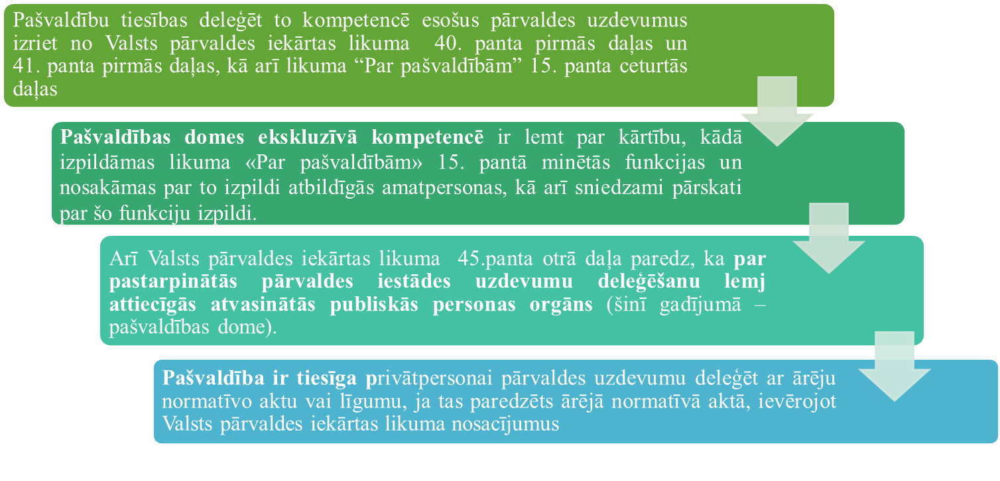 Pašvaldību tiesības deleģēt to kompetencē esošus pārvaldes uzdevumus
izriet no Valsts pārvaldes iekārtas likuma 40. panta pirmās daļas un
41. panta pirmās daļas, kā arī likuma “Par pašvaldībām” 15. panta ceturtās
daļas
Pašvaldības domes ekskluzīvā kompetencē ir lemt par kārtību, kādā
izpildāmas likuma «Par pašvaldībām» 15. pantā minētās funkcijas un
nosakāmas par to izpildi atbildīgās amatpersonas, kā arī sniedzami pārskati
par šo funkciju izpildi.
Arī Valsts pārvaldes iekārtas likuma 45.panta otrā daļa paredz, ka par
pastarpinātās pārvaldes iestādes uzdevumu deleģēšanu lemj
attiecīgās atvasinātās publiskās personas orgāns (šinī gadījumā –
pašvaldības dome).
Pašvaldība ir tiesīga privātpersonai pārvaldes uzdevumu deleģēt ar ārēju
normatīvo aktu vai līgumu, ja tas paredzēts ārējā normatīvā aktā, ievērojot
Valsts pārvaldes iekārtas likuma nosacījumus